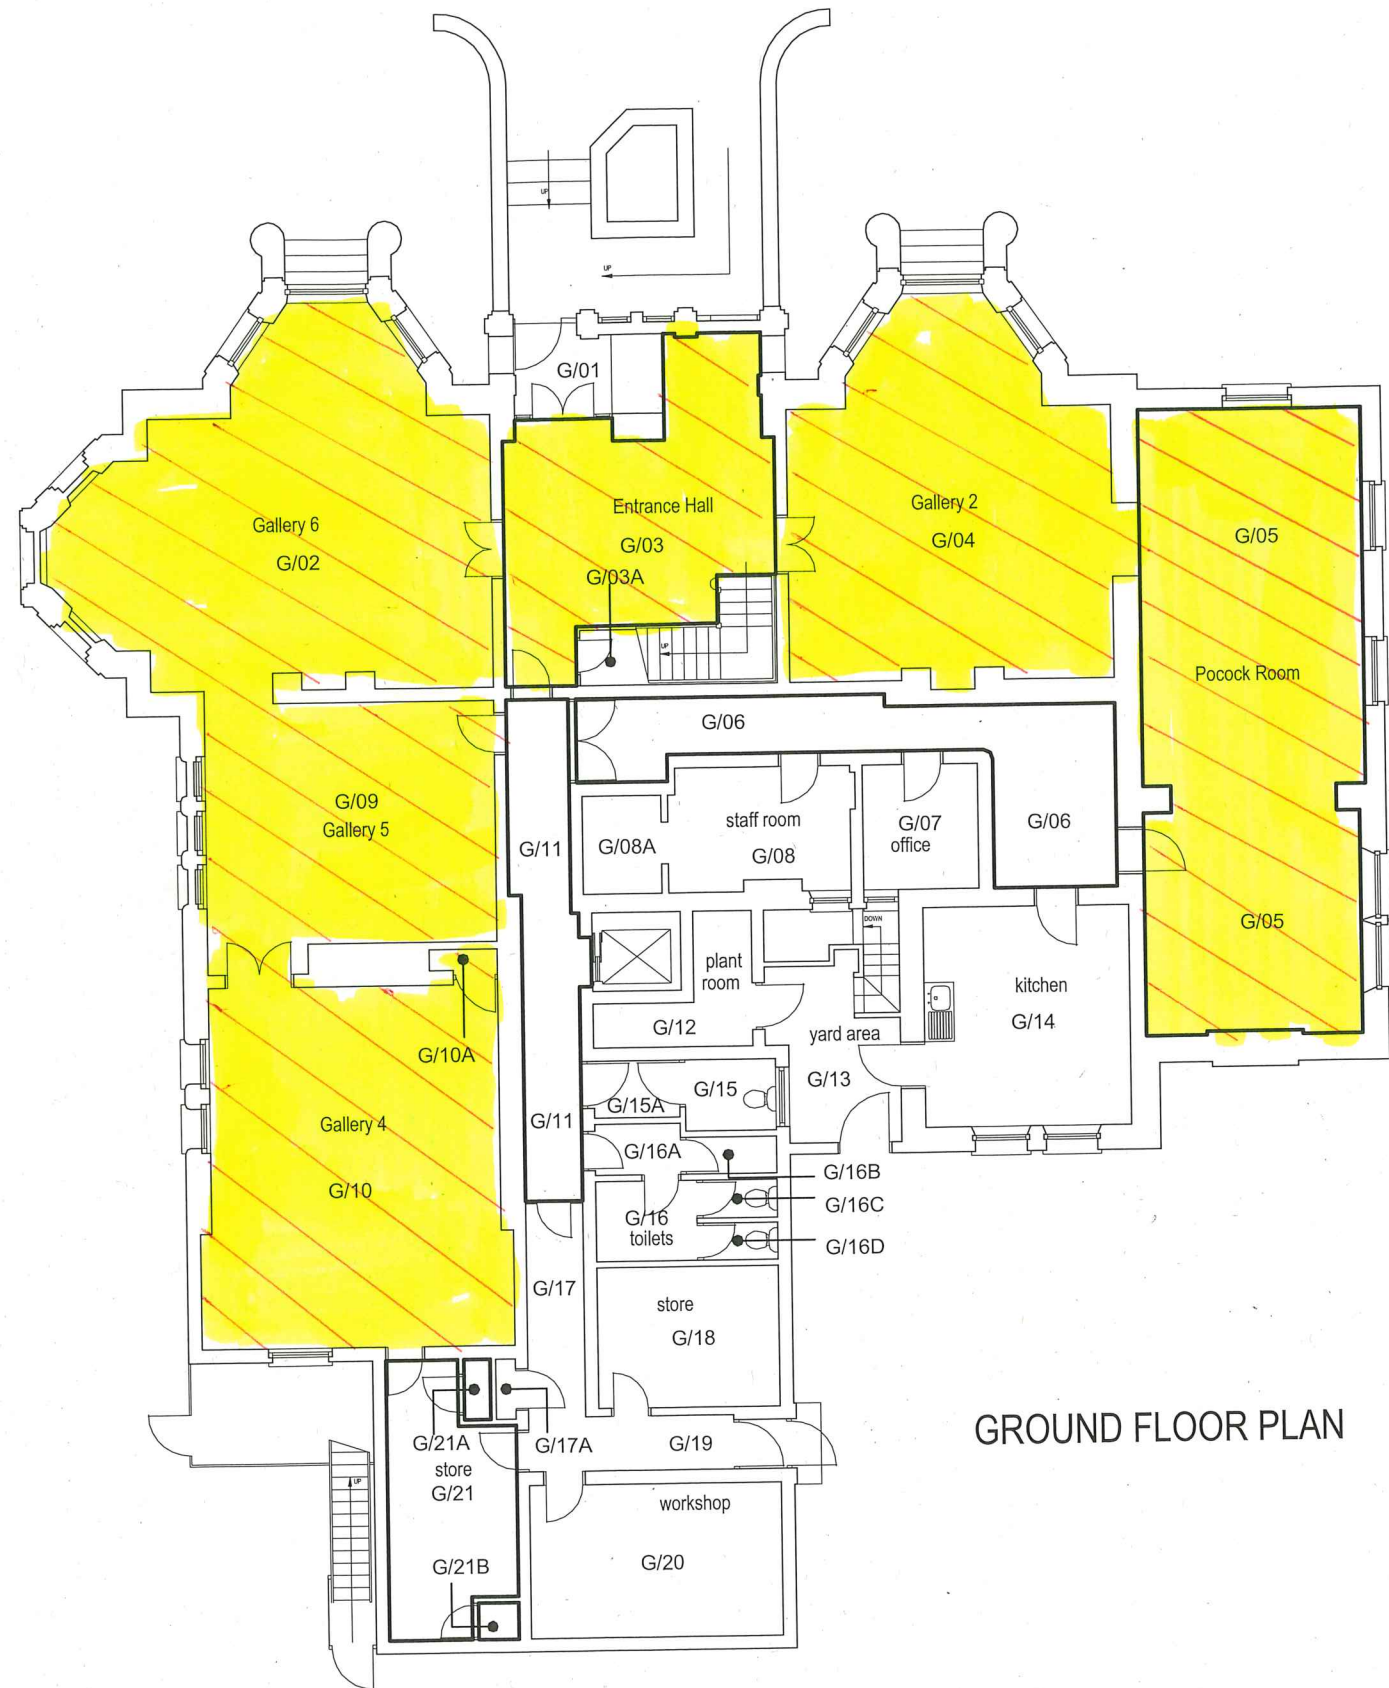 UP
UP
G/01
Gallery 6
G/02
Entrance Hall
G/03
G/03A
UP
Gallery 2
G/04
G/05
Pocock Room
G/05
G/06
G/06
G/09
Gallery 5
G/11
G/08A
staff room
G/08
G/07
office
DOWN
plant
room
G/12
yard area
G/13
kitchen
G/14
G/10A
Gallery 4
G/10
G/11
G/15
G/15A
G/16A
G/16B
G/16C
G/16
toilets
G/16D
G/17
store
G/18
G/21A
G/17A
G/19
store
G/21
UP
workshop
G/20
G/21B
GROUND FLOOR PLAN